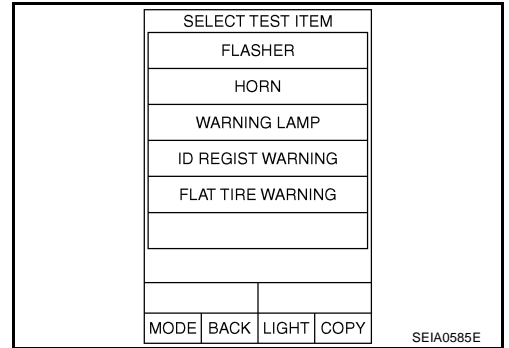 SELECT TEST ITEM
FLASHER
HORN
WARNING LAMP
ID REGIST WARNING
FLAT TIRE WARNING
MODE BACK LIGHT COPY
SEIA0585E